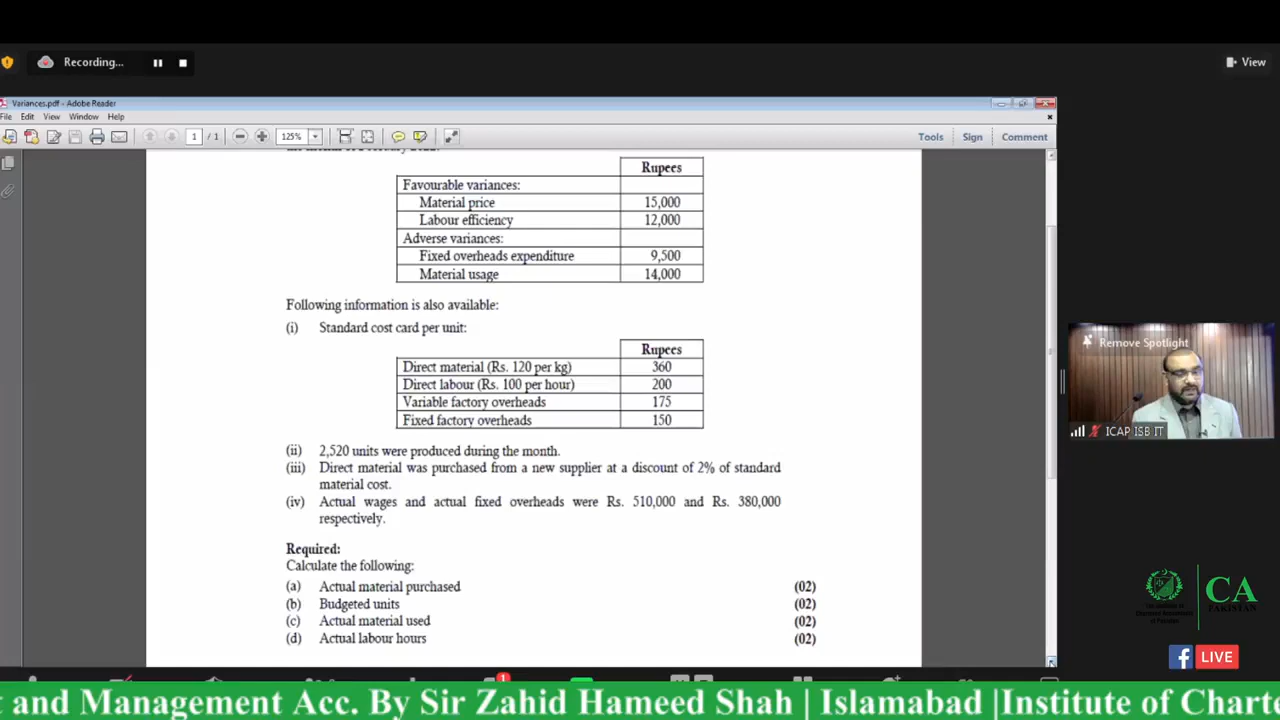 Recording...
View
Variances.pdf - Adobe Reader
File Edit View Window Help
1 / 1 125% Tools Sign Comment
Rupees
Favourable variances:
Material price 15,000
Labour efficiency 12,000
Adverse variances:
Fixed overheads expenditure 9,500
Material usage 14,000
Following information is also available:
(i) Standard cost card per unit:
Rupees
Direct material (Rs. 120 per kg) 360
Direct labour (Rs. 100 per hour) 200
Variable factory overheads 175
Fixed factory overheads 150
(ii) 2,520 units were produced during the month.
(iii) Direct material was purchased from a new supplier at a discount of 2% of standard
material cost.
(iv) Actual wages and actual fixed overheads were Rs. 510,000 and Rs. 380,000
respectively.
Required:
Calculate the following:
(a) Actual material purchased (02)
(b) Budgeted units (02)
(c) Actual material used (02)
(d) Actual labour hours (02)
Remove Spotlight
ICAP ISB IT
The Institute of
Chartered Accountants
of Pakistan
CA
PAKISTAN
f LIVE
1
t and Management Acc. By Sir Zahid Hameed Shah | Islamabad |Institute of Charte